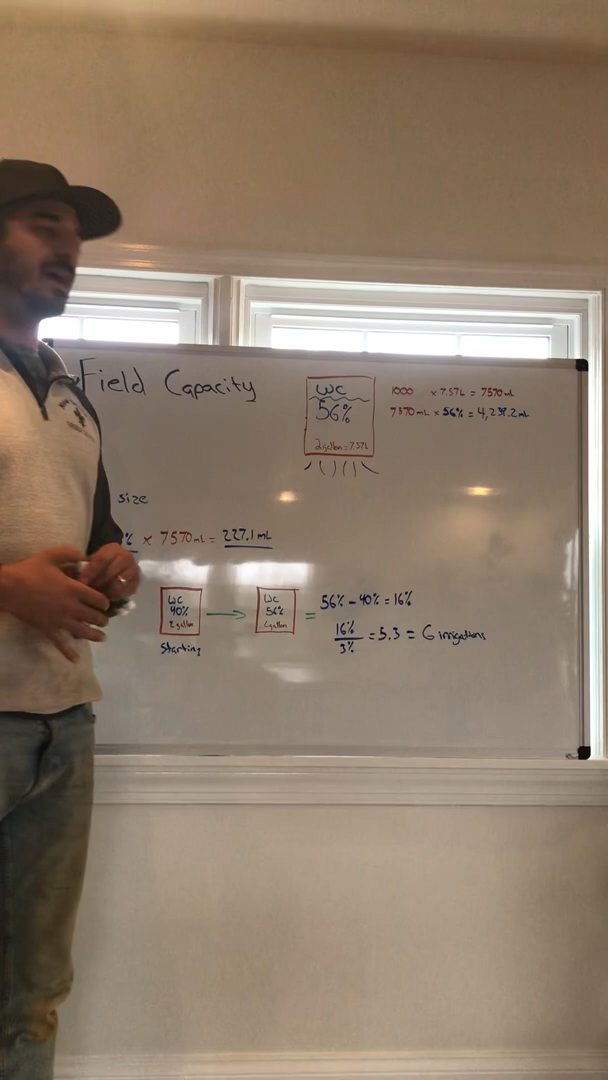 Field Capacity
WC
56%
2 gallon = 7.57L
1000 x 7.57L = 7570 mL
7570 mL x 56% = 4,239.2 mL
size
% x 7570 mL = 227.1 mL
WC
40%
2 gallon
Starting
WC
56%
2 gallon
= 56% - 40% = 16%
16%
3%
= 5.3 = 6 irrigations